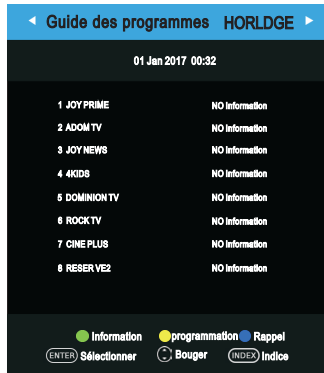 Guide des programmes HORLDGE
01 Jan 2017 00:32
1 JOY PRIME NO Information
2 ADOM TV NO Information
3 JOY NEWS NO Information
4 4KIDS NO Information
5 DOMINION TV NO Information
6 ROCK TV NO Information
7 CINE PLUS NO Information
8 RESER VE2 NO Information
Information programmation Rappel
ENTER Sélectionner Bouger INDEX Indice